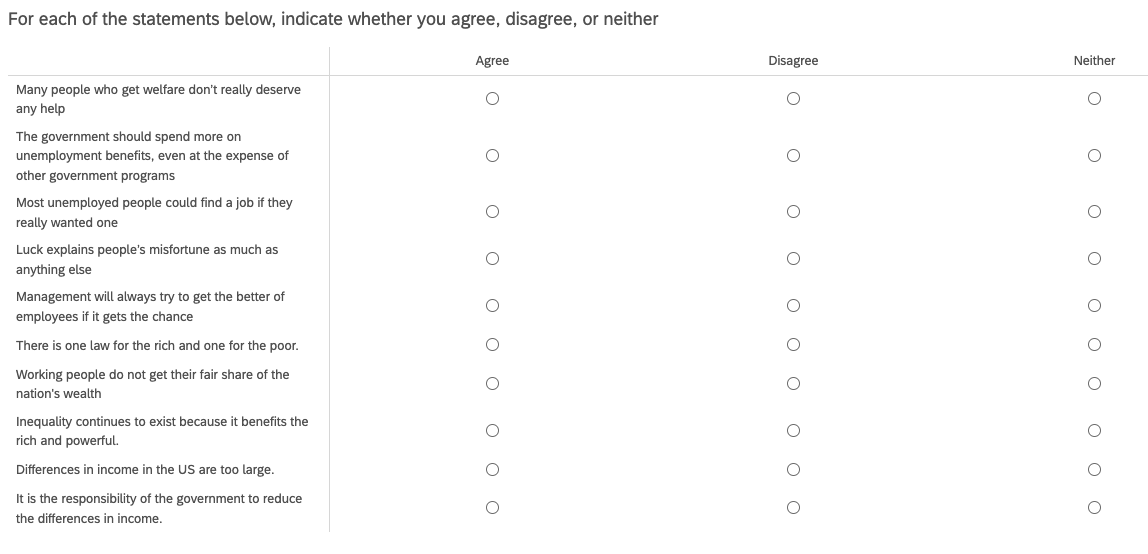 For each of the statements below, indicate whether you agree, disagree, or neither
Agree Disagree Neither
Many people who get welfare don't really deserve
any help
The government should spend more on
unemployment benefits, even at the expense of
other government programs
Most unemployed people could find a job if they
really wanted one
Luck explains people's misfortune as much as
anything else
Management will always try to get the better of
employees if it gets the chance
There is one law for the rich and one for the poor.
Working people do not get their fair share of the
nation's wealth
Inequality continues to exist because it benefits the
rich and powerful.
Differences in income in the US are too large.
It is the responsibility of the government to reduce
the differences in income.